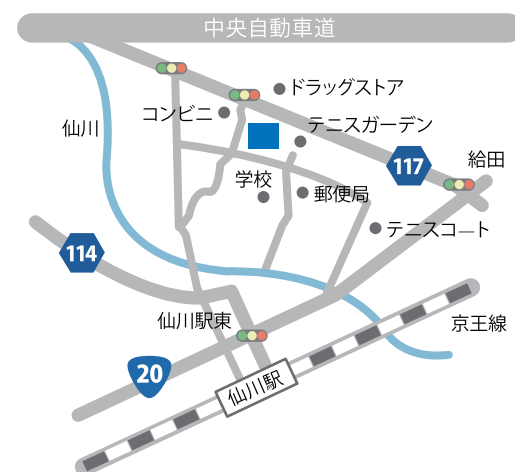 中央自動車道
ドラッグストア
コンビニ
仙川
テニスガーデン
117
給田
学校
郵便局
テニスコート
114
仙川駅東
京王線
20
仙川駅